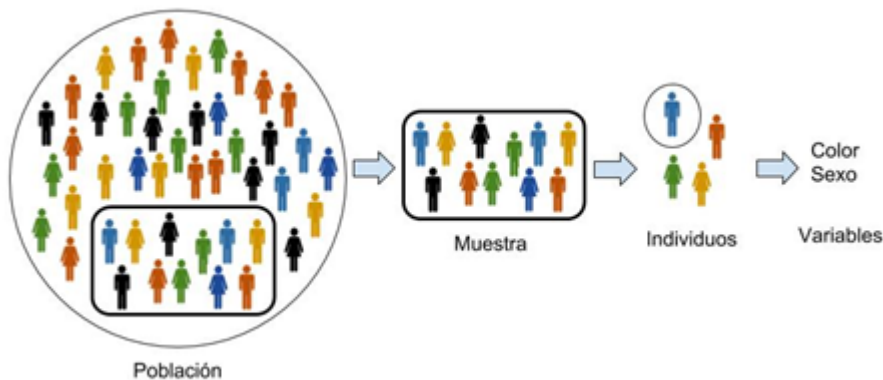 Población
Muestra
Individuos
Color
Sexo
Variables